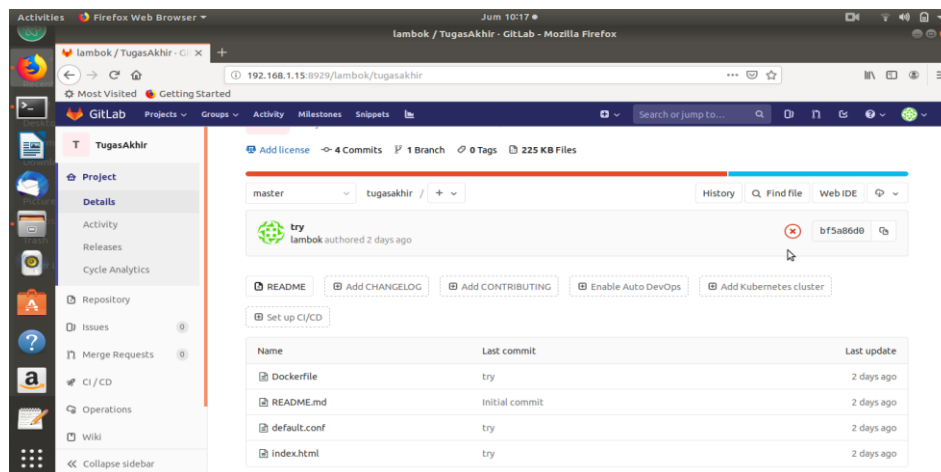 Activities Firefox Web Browser Jum 10:17
lambok / TugasAkhir · GitLab - Mozilla Firefox
lambok / TugasAkhir · Gi
192.168.1.15:8929/lambok/tugasakhir
Most Visited Getting Started
GitLab Projects Groups Activity Milestones Snippets Search or jump to...
T TugasAkhir
Add license 4 Commits 1 Branch 0 Tags 225 KB Files
Project
Details
Activity
Releases
Cycle Analytics
Repository
Issues 0
Merge Requests 0
CI / CD
Operations
Wiki
Collapse sidebar
master tugasakhir / + History Find file Web IDE
try
lambok authored 2 days ago
bf5a86d0
README Add CHANGELOG Add CONTRIBUTING Enable Auto DevOps Add Kubernetes cluster
Set up CI/CD
Name Last commit Last update
Dockerfile try 2 days ago
README.md Initial commit 2 days ago
default.conf try 2 days ago
index.html try 2 days ago